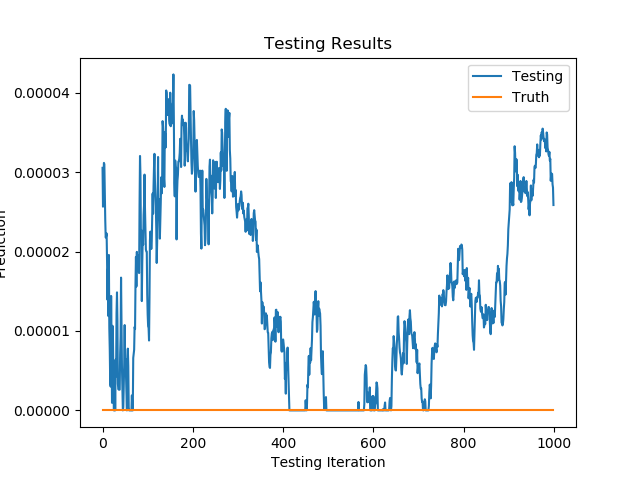 Testing Results
Testing
Truth
0.00004
0.00003
0.00002
0.00001
0.00000
Prediction
0 200 400 600 800 1000
Testing Iteration